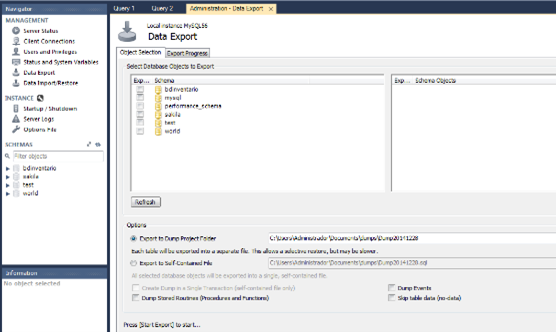 Navigator
MANAGEMENT
Server Status
Client Connections
Users and Privileges
Status and System Variables
Data Export
Data Import/Restore
INSTANCE
Startup / Shutdown
Server Logs
Options File
SCHEMAS
Filter objects
bdinventario
sakila
test
world
Information
No object selected
Query 1
Query 2
Administration - Data Export
Local instance MySQL56
Data Export
Object Selection
Export Progress
Select Database Objects to Export
Exp... Schema
bdinventario
mysql
performance_schema
sakila
test
world
Exp... Schema Objects
Refresh
Options
Export to Dump Project Folder
C:\Users\Administrador\Documents\dumps\Dump20141228
Each table will be exported into a separate file. This allows a selective restore, but may be slower.
Export to Self-Contained File
C:\Users\Administrador\Documents\dumps\Dump20141228.sql
All selected database objects will be exported into a single, self-contained file.
Create Dump in a Single Transaction (self-contained file only)
Dump Events
Dump Stored Routines (Procedures and Functions)
Skip table data (no-data)
Press [Start Export] to start...